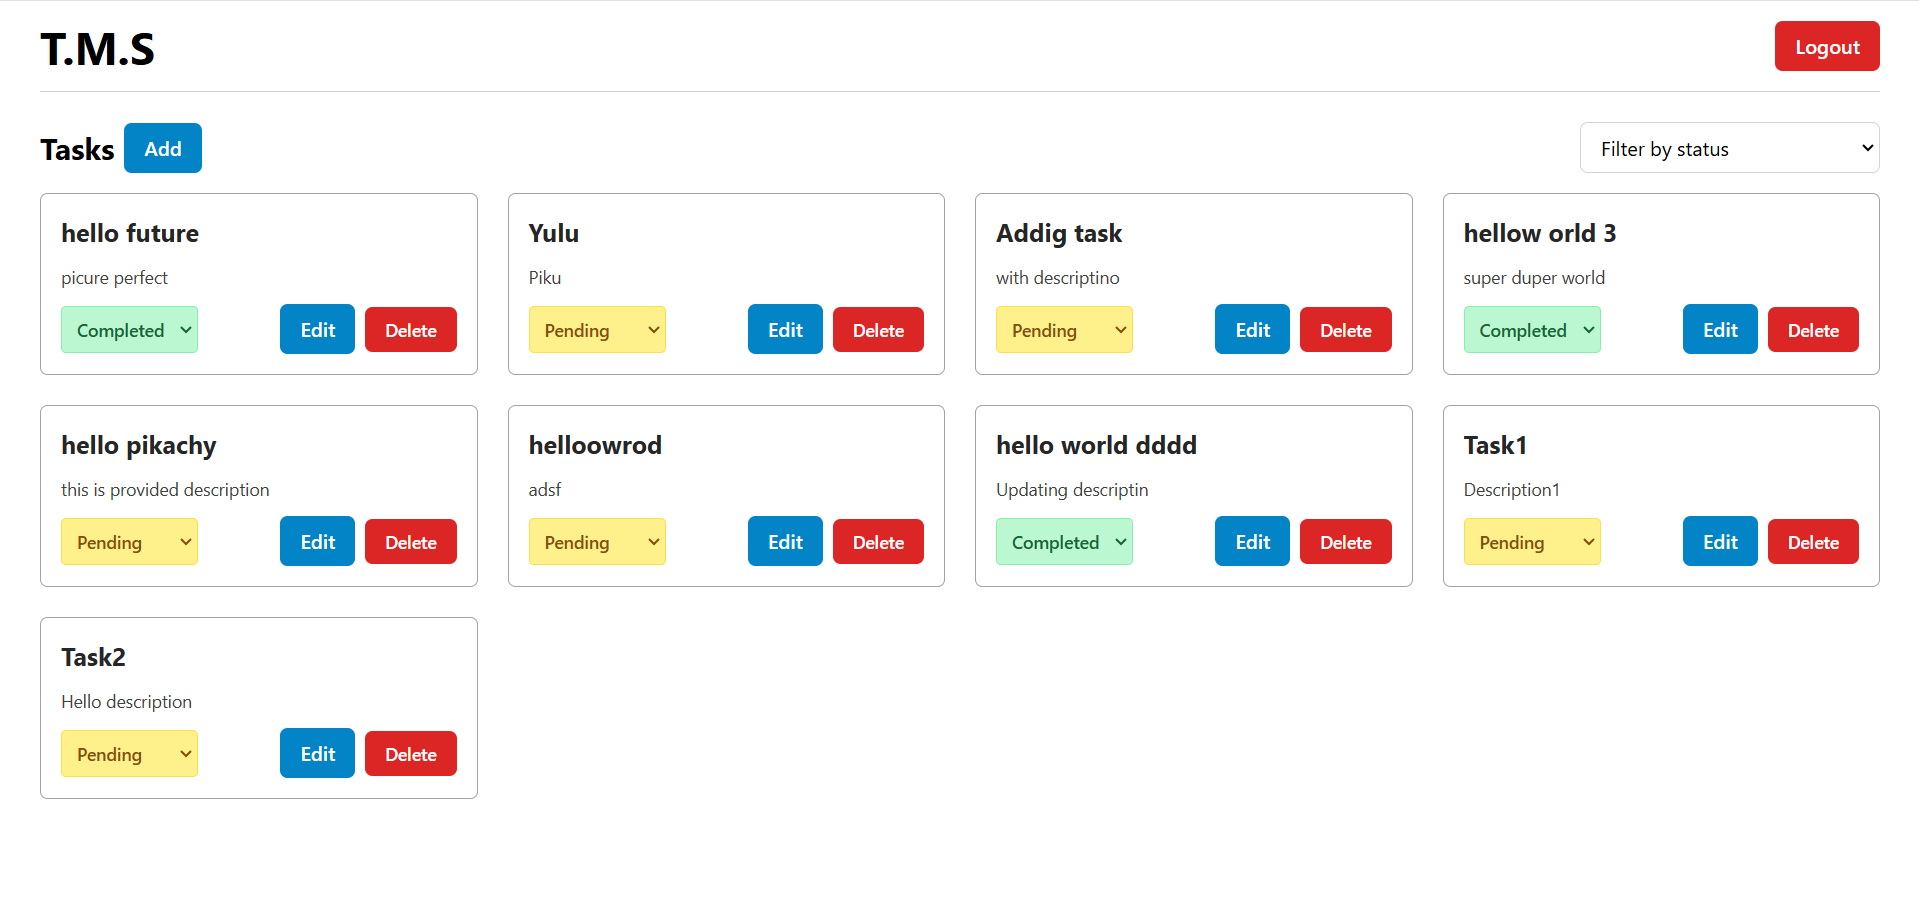 T.M.S
Logout
Tasks Add
Filter by status
hello future
picure perfect
Completed Edit Delete
Yulu
Piku
Pending Edit Delete
Addig task
with descriptino
Pending Edit Delete
hellow orld 3
super duper world
Completed Edit Delete
hello pikachy
this is provided description
Pending Edit Delete
helloowrod
adsf
Pending Edit Delete
hello world dddd
Updating descriptin
Completed Edit Delete
Task1
Description1
Pending Edit Delete
Task2
Hello description
Pending Edit Delete